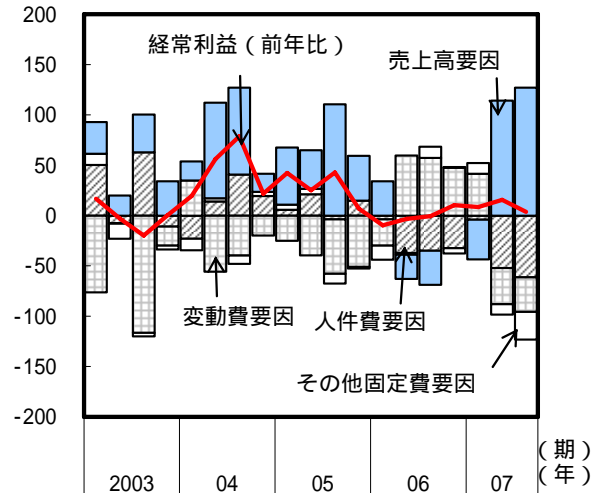 200
150
100
50
0
-50
-100
-150
-200
経常利益（前年比）
売上高要因
変動費要因
人件費要因
その他固定費要因
（期）
2003 04 05 06 07 （年）